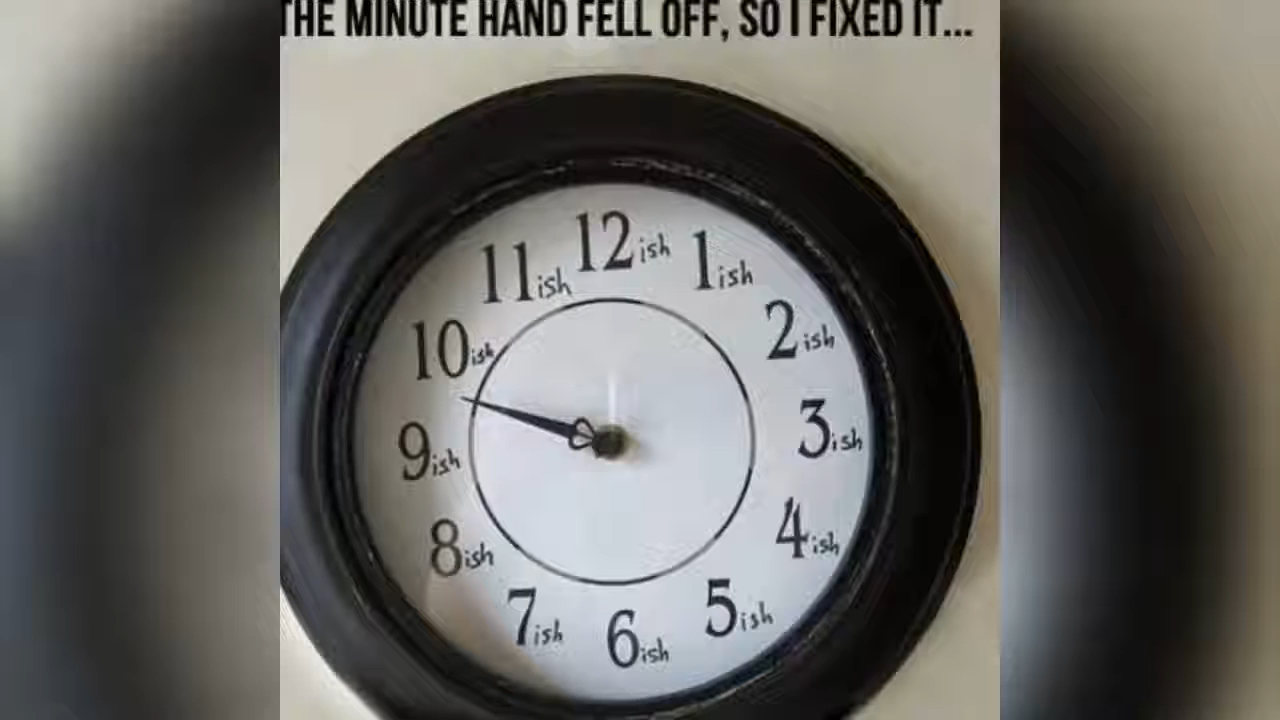 THE MINUTE HAND FELL OFF, SO I FIXED IT...
12ish
1ish
2ish
3ish
4ish
5ish
6ish
7ish
8ish
9ish
10ish
11ish